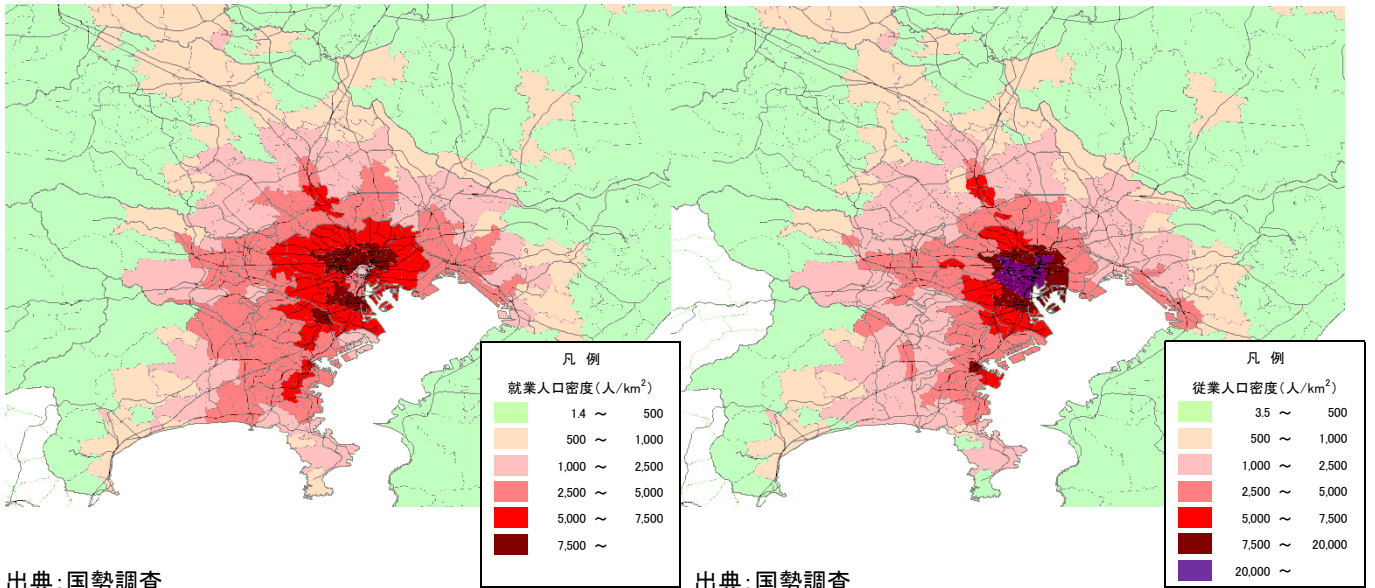 凡 例
就業人口密度(人/km²)
1.4 ～ 500
500 ～ 1,000
1,000 ～ 2,500
2,500 ～ 5,000
5,000 ～ 7,500
7,500 ～
出典:国勢調査
凡 例
従業人口密度(人/km²)
3.5 ～ 500
500 ～ 1,000
1,000 ～ 2,500
2,500 ～ 5,000
5,000 ～ 7,500
7,500 ～ 20,000
20,000 ～
出典:国勢調査